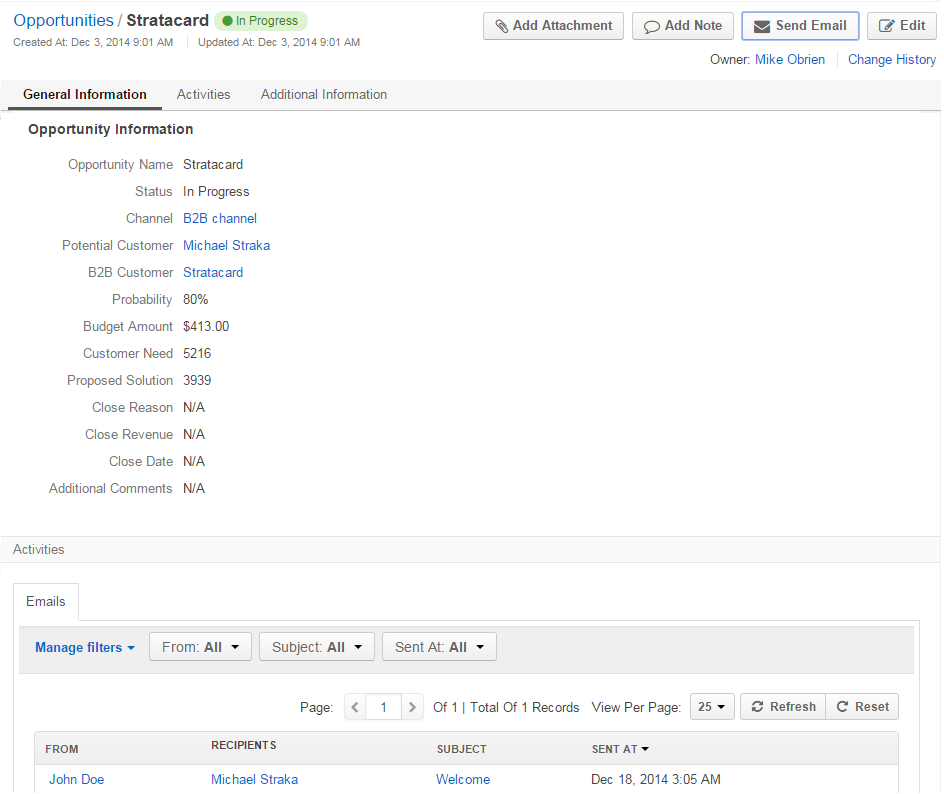 Opportunities / Stratacard In Progress Add Attachment Add Note Send Email Edit
Created At: Dec 3, 2014 9:01 AM Updated At: Dec 3, 2014 9:01 AM
Owner: Mike Obrien Change History
General Information Activities Additional Information
Opportunity Information
Opportunity Name Stratacard
Status In Progress
Channel B2B channel
Potential Customer Michael Straka
B2B Customer Stratacard
Probability 80%
Budget Amount $413.00
Customer Need 5216
Proposed Solution 3939
Close Reason N/A
Close Revenue N/A
Close Date N/A
Additional Comments N/A
Activities
Emails
Manage filters From: All Subject: All Sent At: All
Page: 1 Of 1 | Total Of 1 Records View Per Page: 25 Refresh Reset
FROM RECIPIENTS SUBJECT SENT AT
John Doe Michael Straka Welcome Dec 18, 2014 3:05 AM